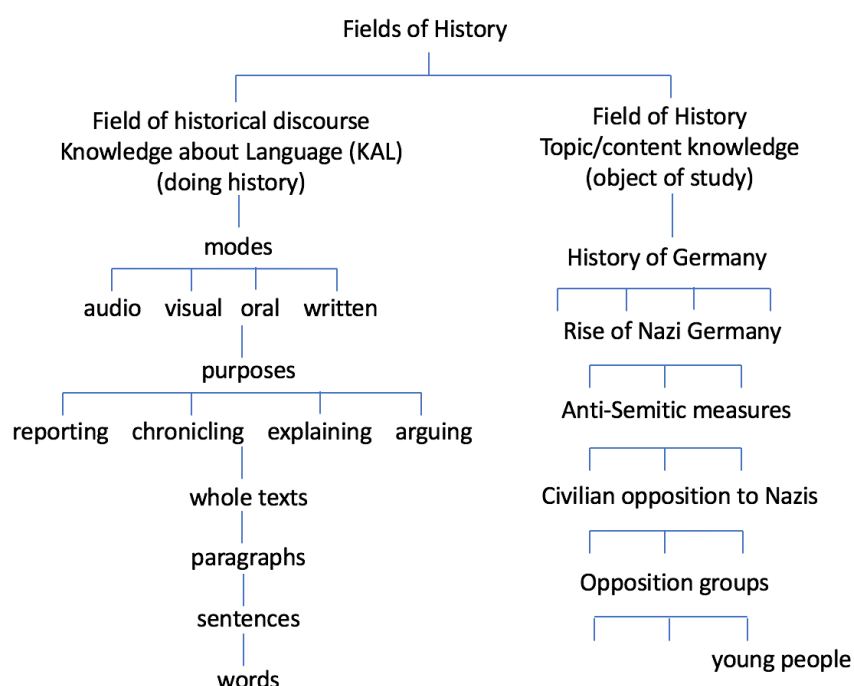 Fields of History
Field of historical discourse
Knowledge about Language (KAL)
(doing history)
modes
audio visual oral written
purposes
reporting chronicling explaining arguing
whole texts
paragraphs
sentences
words
Field of History
Topic/content knowledge
(object of study)
History of Germany
Rise of Nazi Germany
Anti-Semitic measures
Civilian opposition to Nazis
Opposition groups
young people